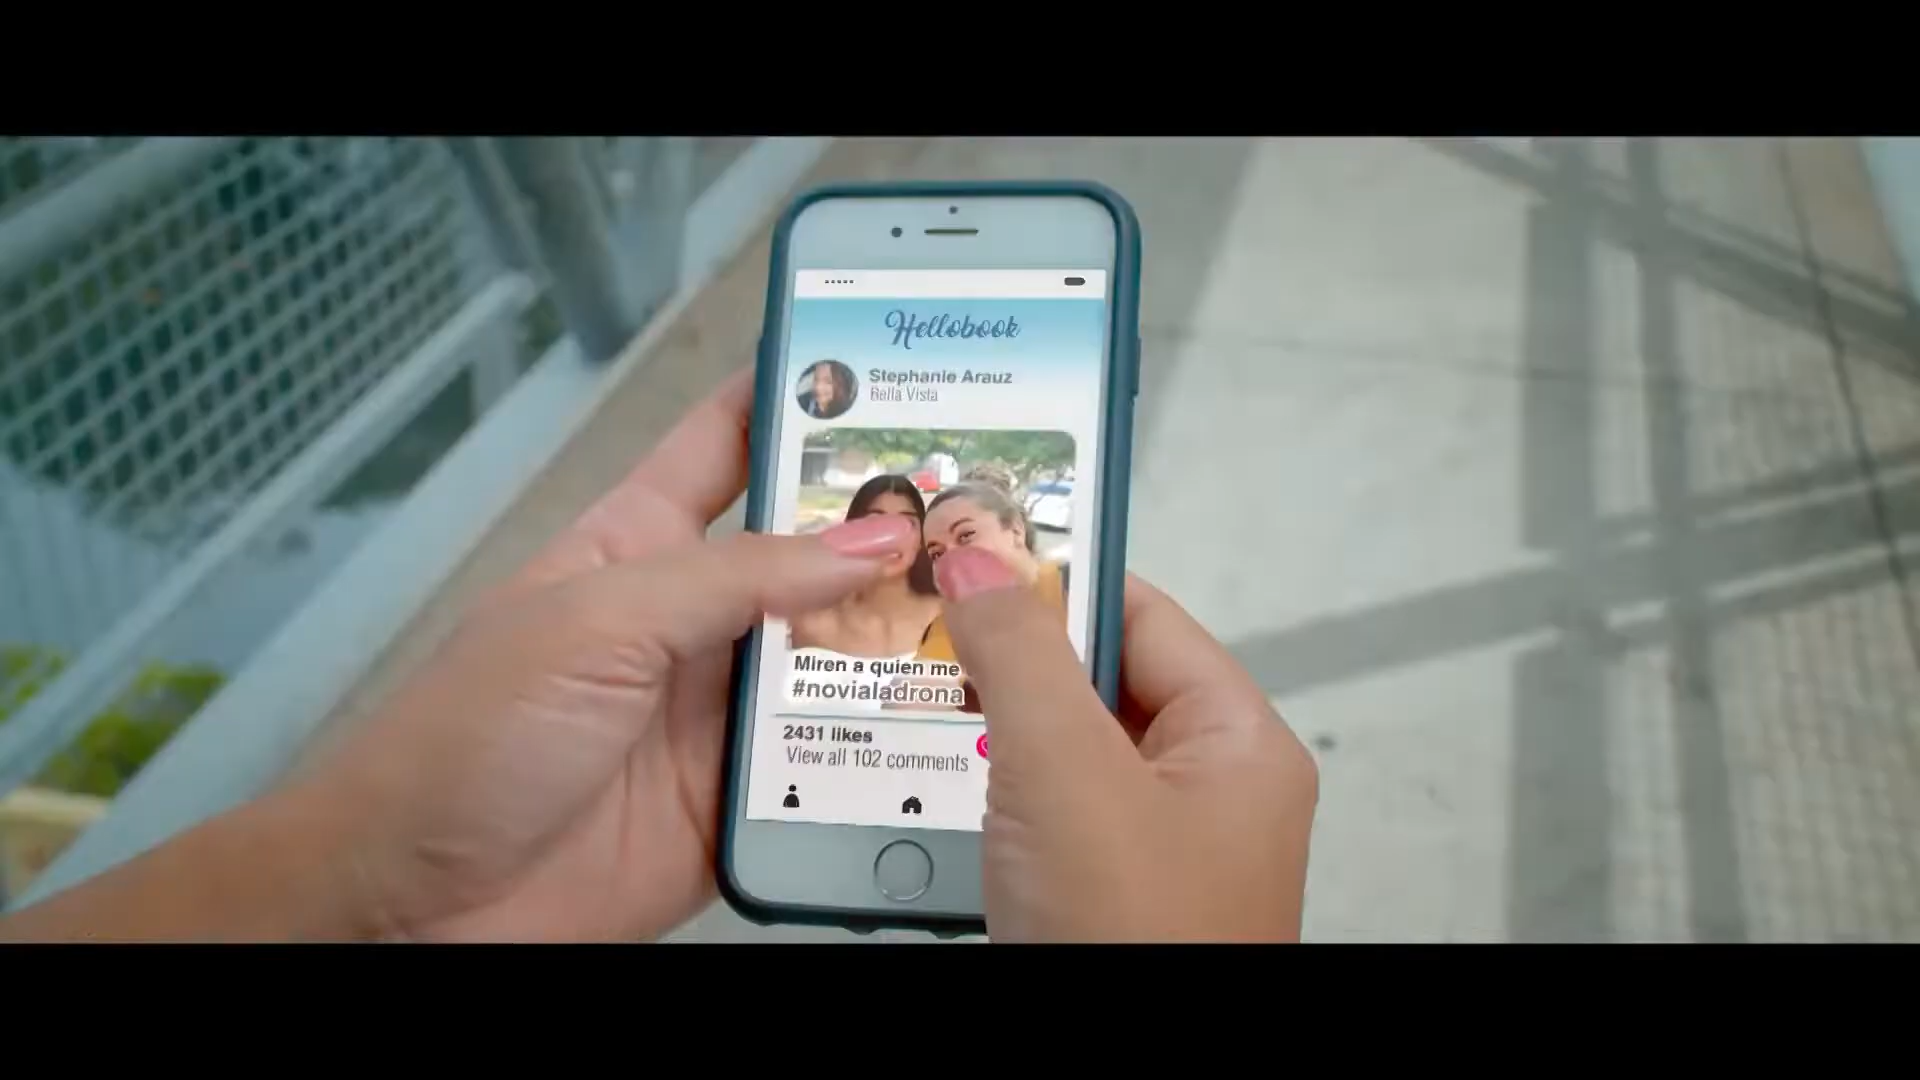 Hellobook
Stephanie Arauz
Bella Vista
Miren a quien me
#novialadrona
2431 likes
View all 102 comments